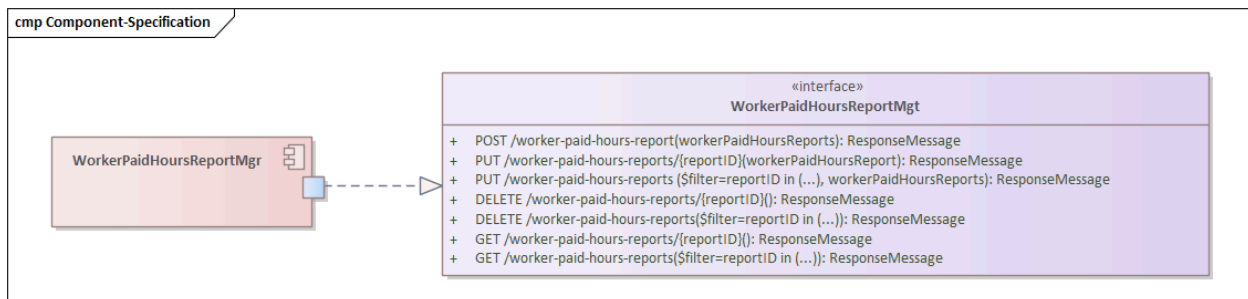 cmp Component-Specification
WorkerPaidHoursReportMgr
«interface»
WorkerPaidHoursReportMgt
+ POST /worker-paid-hours-report(workerPaidHoursReports): ResponseMessage
+ PUT /worker-paid-hours-reports/{reportID}(workerPaidHoursReport): ResponseMessage
+ PUT /worker-paid-hours-reports ($filter=reportID in (...), workerPaidHoursReports): ResponseMessage
+ DELETE /worker-paid-hours-reports/{reportID}(): ResponseMessage
+ DELETE /worker-paid-hours-reports($filter=reportID in (...)): ResponseMessage
+ GET /worker-paid-hours-reports/{reportID}(): ResponseMessage
+ GET /worker-paid-hours-reports($filter=reportID in (...)): ResponseMessage